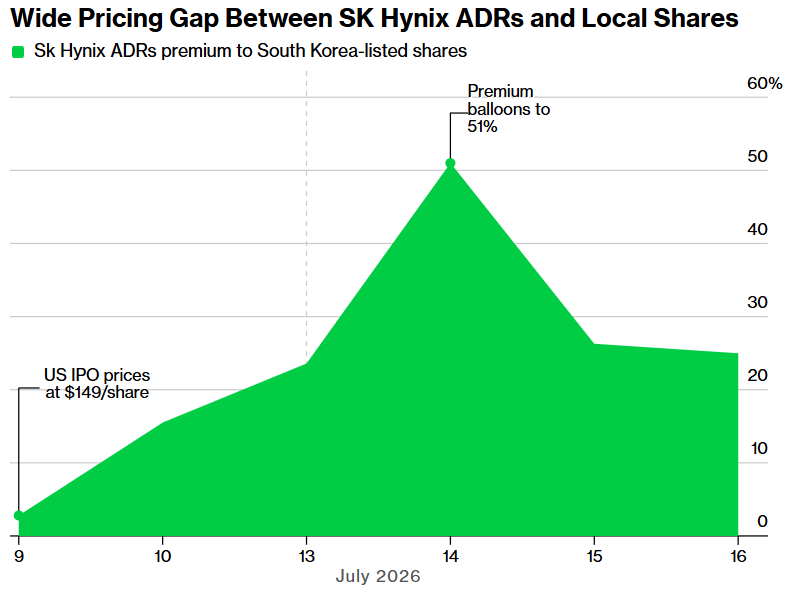 Wide Pricing Gap Between SK Hynix ADRs and Local Shares
Sk Hynix ADRs premium to South Korea-listed shares
60%
Premium
balloons to
51%
50
40
30
US IPO prices
at $149/share
20
10
0
9 10 13 14 15 16
July 2026